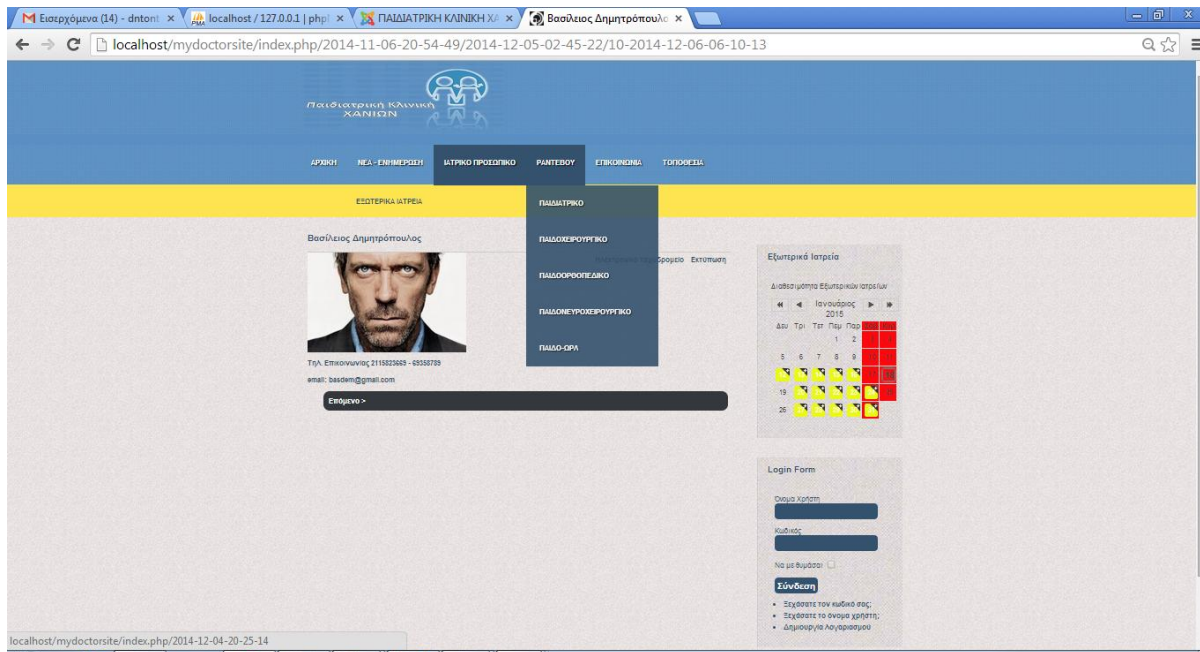 Εισερχόμενα (14) - dntont
localhost / 127.0.0.1 | phpl
ΠΑΙΔΙΑΤΡΙΚΗ ΚΛΙΝΙΚΗ ΧΑ
Βασίλειος Δημητρόπουλο
localhost/mydoctorsite/index.php/2014-11-06-20-54-49/2014-12-05-02-45-22/10-2014-12-06-06-10-13
Παιδιατρική Κλινική
ΧΑΝΙΩΝ
ΑΡΧΙΚΗ ΝΕΑ - ΕΝΗΜΕΡΩΣΗ ΙΑΤΡΙΚΟ ΠΡΟΣΩΠΙΚΟ ΡΑΝΤΕΒΟΥ ΕΠΙΚΟΙΝΩΝΙΑ ΤΟΠΟΘΕΣΙΑ
ΕΞΩΤΕΡΙΚΑ ΙΑΤΡΕΙΑ
ΠΑΙΔΙΑΤΡΙΚΟ
ΠΑΙΔΟΧΕΙΡΟΥΡΓΙΚΟ
ΠΑΙΔΟΟΡΘΟΠΕΔΙΚΟ
ΠΑΙΔΟΝΕΥΡΟΧΕΙΡΟΥΡΓΙΚΟ
ΠΑΙΔΟ-ΩΡΛ
Βασίλειος Δημητρόπουλος
Εκτύπωση
Τηλ. Επικοινωνίας 2115823669 - 69358789
email: basdem@gmail.com
Επόμενο >
Εξωτερικά Ιατρεία
Διαθεσιμότητα Εξωτερικών Ιατρείων
Ιανουάριος
2015
Δευ Τρι Τετ Πεμ Παρ
1 2
5 6 7 8 9
19
26
Login Form
Όνομα Χρήστη
Κωδικός
Να με θυμάσαι
Σύνδεση
Ξεχάσατε τον κωδικό σας;
Ξεχάσατε το όνομα χρήστη;
Δημιουργία λογαριασμού
localhost/mydoctorsite/index.php/2014-12-04-20-25-14